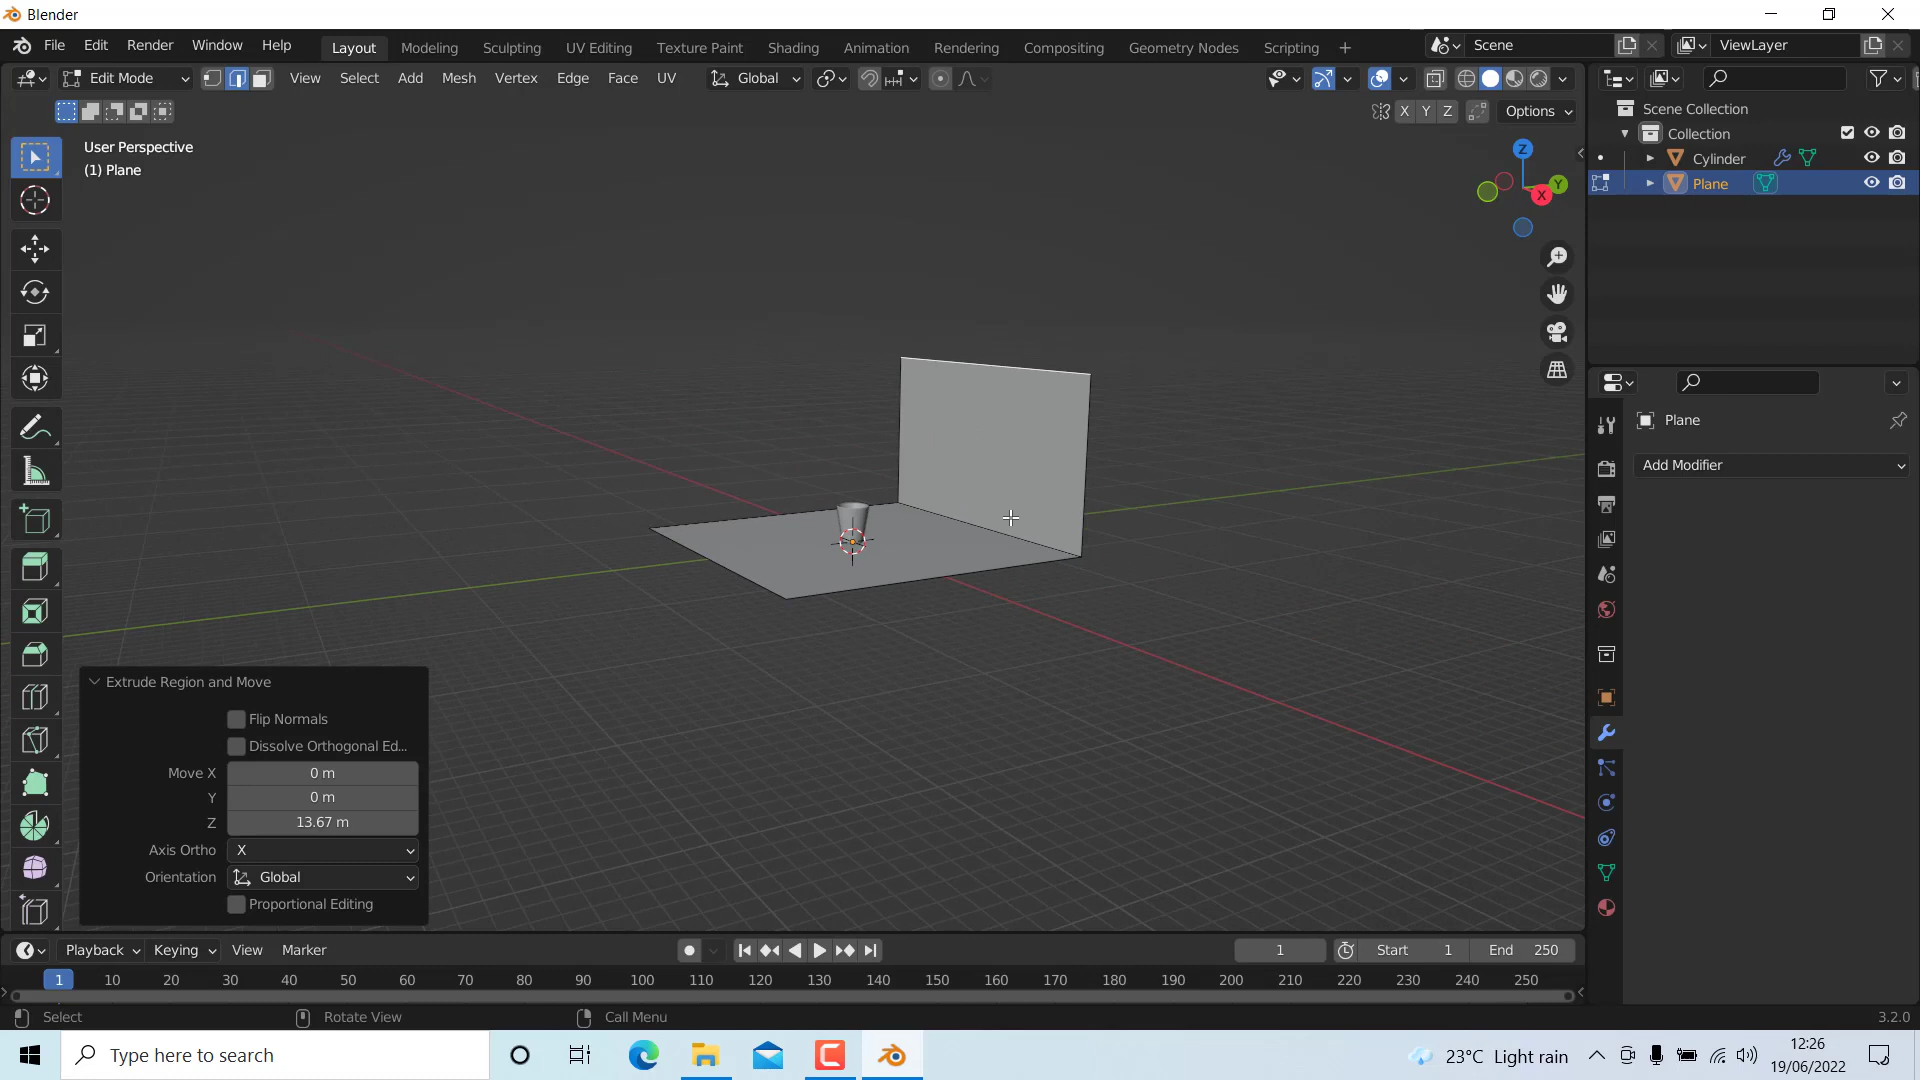 Blender
File Edit Render Window Help Layout Modeling Sculpting UV Editing Texture Paint Shading Animation Rendering Compositing Geometry Nodes Scripting + Scene ViewLayer
Edit Mode View Select Add Mesh Vertex Edge Face UV Global
X Y Z Options
User Perspective
(1) Plane
Z
Y
X
Scene Collection
Collection
Cylinder
Plane
Plane
Add Modifier
Extrude Region and Move
Flip Normals
Dissolve Orthogonal Ed...
Move X 0 m
Y 0 m
Z 13.67 m
Axis Ortho X
Orientation Global
Proportional Editing
Playback Keying View Marker 1 Start 1 End 250
1 10 20 30 40 50 60 70 80 90 100 110 120 130 140 150 160 170 180 190 200 210 220 230 240 250
Select Rotate View Call Menu 3.2.0
Type here to search 23°C Light rain 12:26
19/06/2022